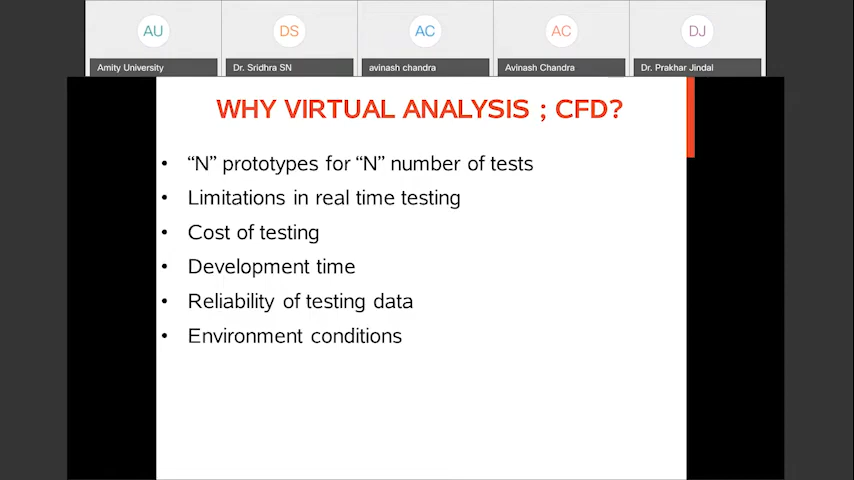 AU
DS
AC
AC
DJ
Amity University
Dr. Sridhra SN
avinash chandra
Avinash Chandra
Dr. Prakhar Jindal
WHY VIRTUAL ANALYSIS ; CFD?
• “N” prototypes for “N” number of tests
• Limitations in real time testing
• Cost of testing
• Development time
• Reliability of testing data
• Environment conditions